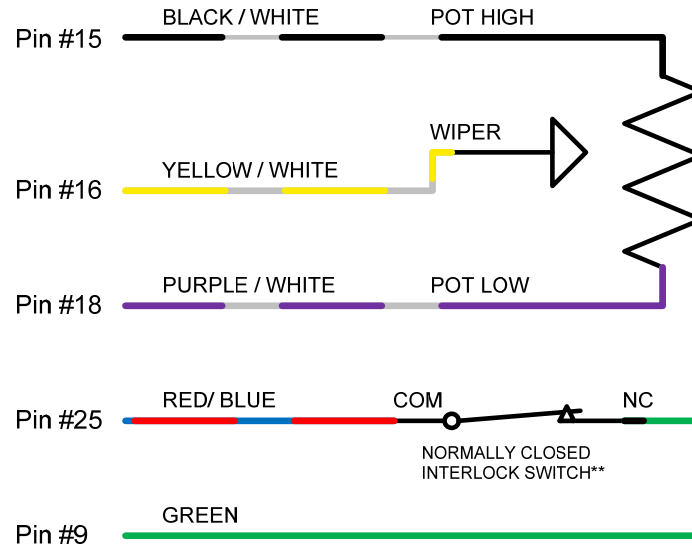 BLACK / WHITE POT HIGH
Pin #15
WIPER
YELLOW / WHITE
Pin #16
PURPLE / WHITE POT LOW
Pin #18
RED/ BLUE COM NC
Pin #25
NORMALLY CLOSED
INTERLOCK SWITCH**
GREEN
Pin #9